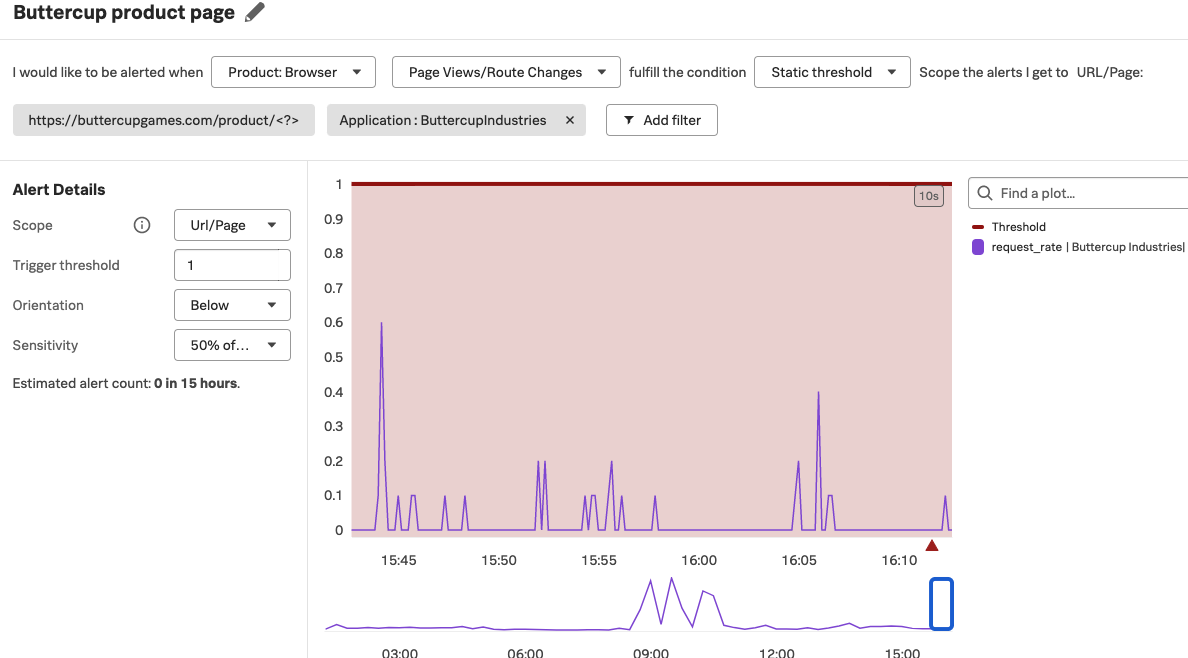 Buttercup product page
I would like to be alerted when Product: Browser Page Views/Route Changes fulfill the condition Static threshold Scope the alerts I get to URL/Page:
https://buttercupgames.com/product/<?> Application : ButtercupIndustries × Add filter
Alert Details
Scope Url/Page
Trigger threshold 1
Orientation Below
Sensitivity 50% of...
Estimated alert count: 0 in 15 hours.
1
0.9
0.8
0.7
0.6
0.5
0.4
0.3
0.2
0.1
0
10s
15:45 15:50 15:55 16:00 16:05 16:10
03:00 06:00 09:00 12:00 15:00
Find a plot...
Threshold
request_rate | Buttercup Industries|